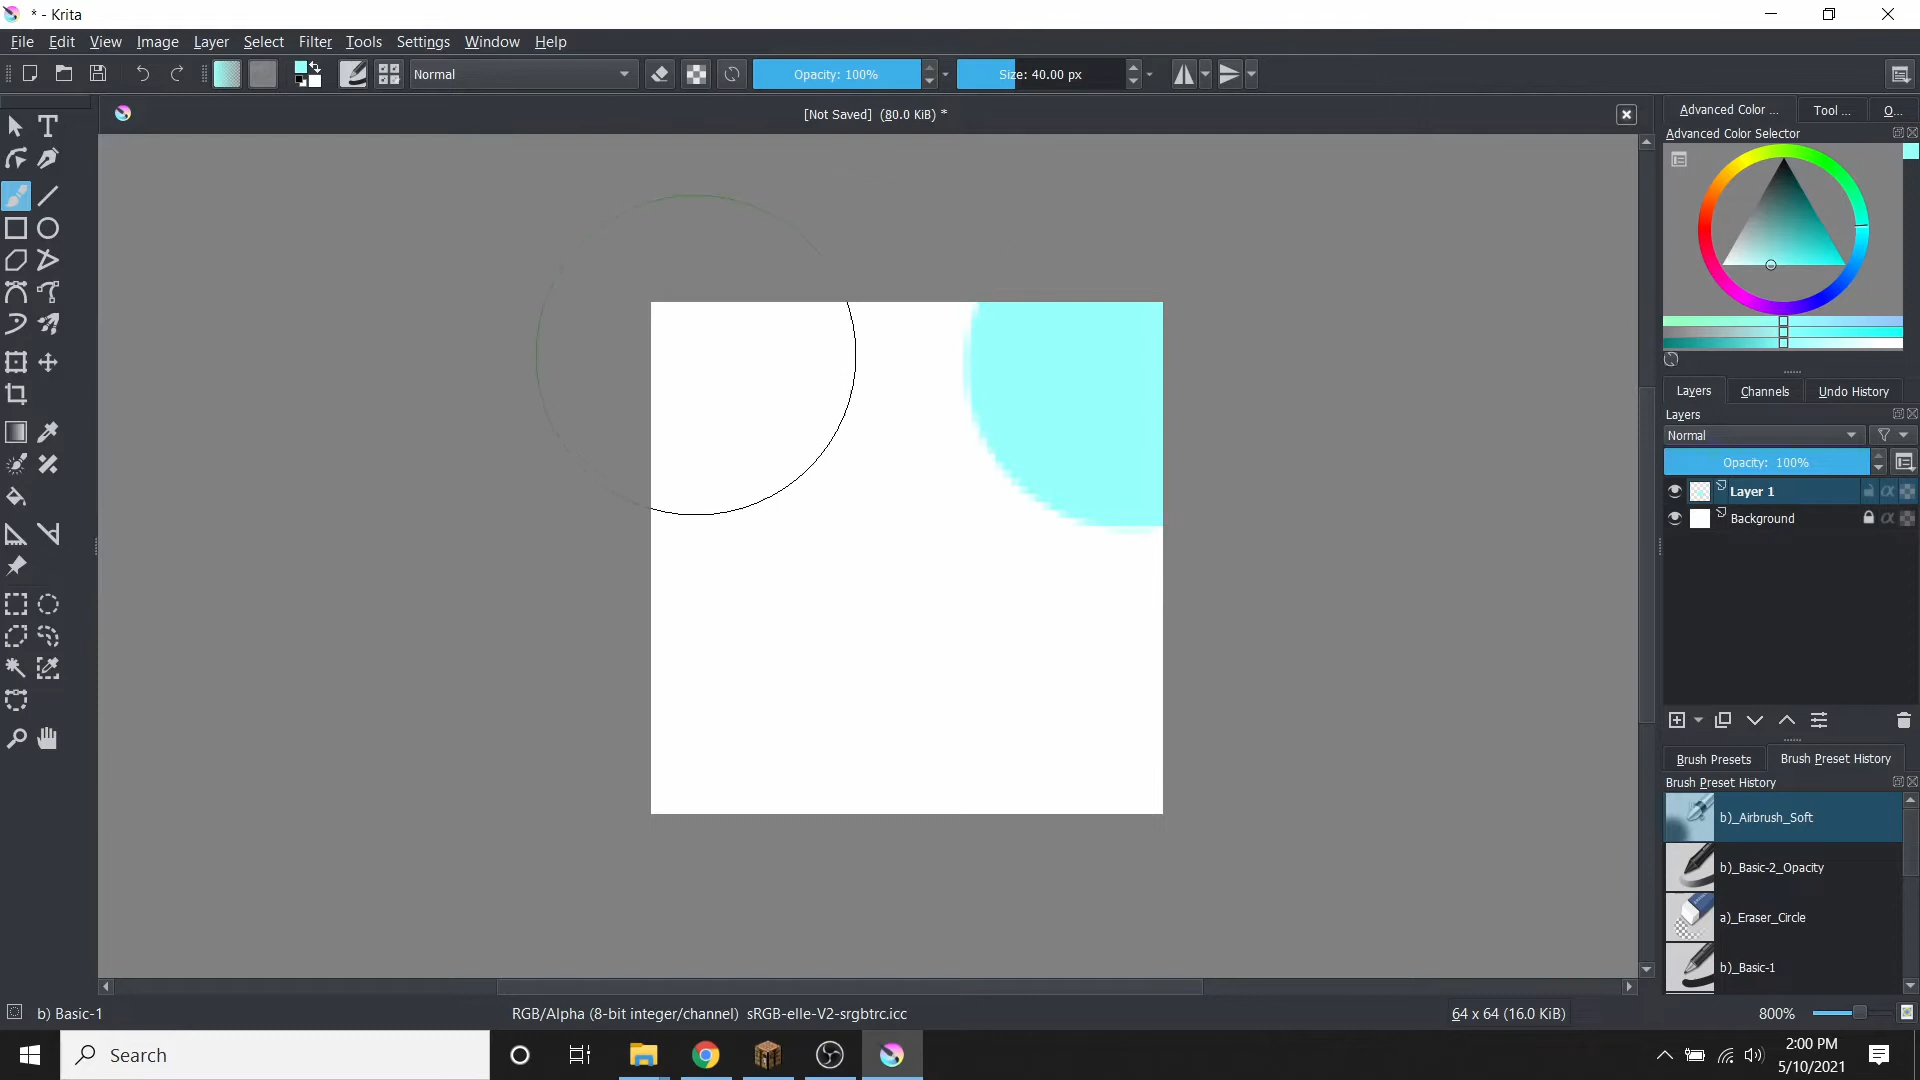 * - Krita
File Edit View Image Layer Select Filter Tools Settings Window Help
Normal
Opacity: 100%
Size: 40.00 px
[Not Saved] (80.0 KiB) *
Advanced Color ... Tool ... O...
Advanced Color Selector
Layers Channels Undo History
Layers
Normal
Opacity: 100%
Layer 1
Background
Brush Presets Brush Preset History
Brush Preset History
b)_Airbrush_Soft
b)_Basic-2_Opacity
a)_Eraser_Circle
b)_Basic-1
b) Basic-1
RGB/Alpha (8-bit integer/channel) sRGB-elle-V2-srgbtrc.icc
64 x 64 (16.0 KiB)
800%
Search
2:00 PM
5/10/2021